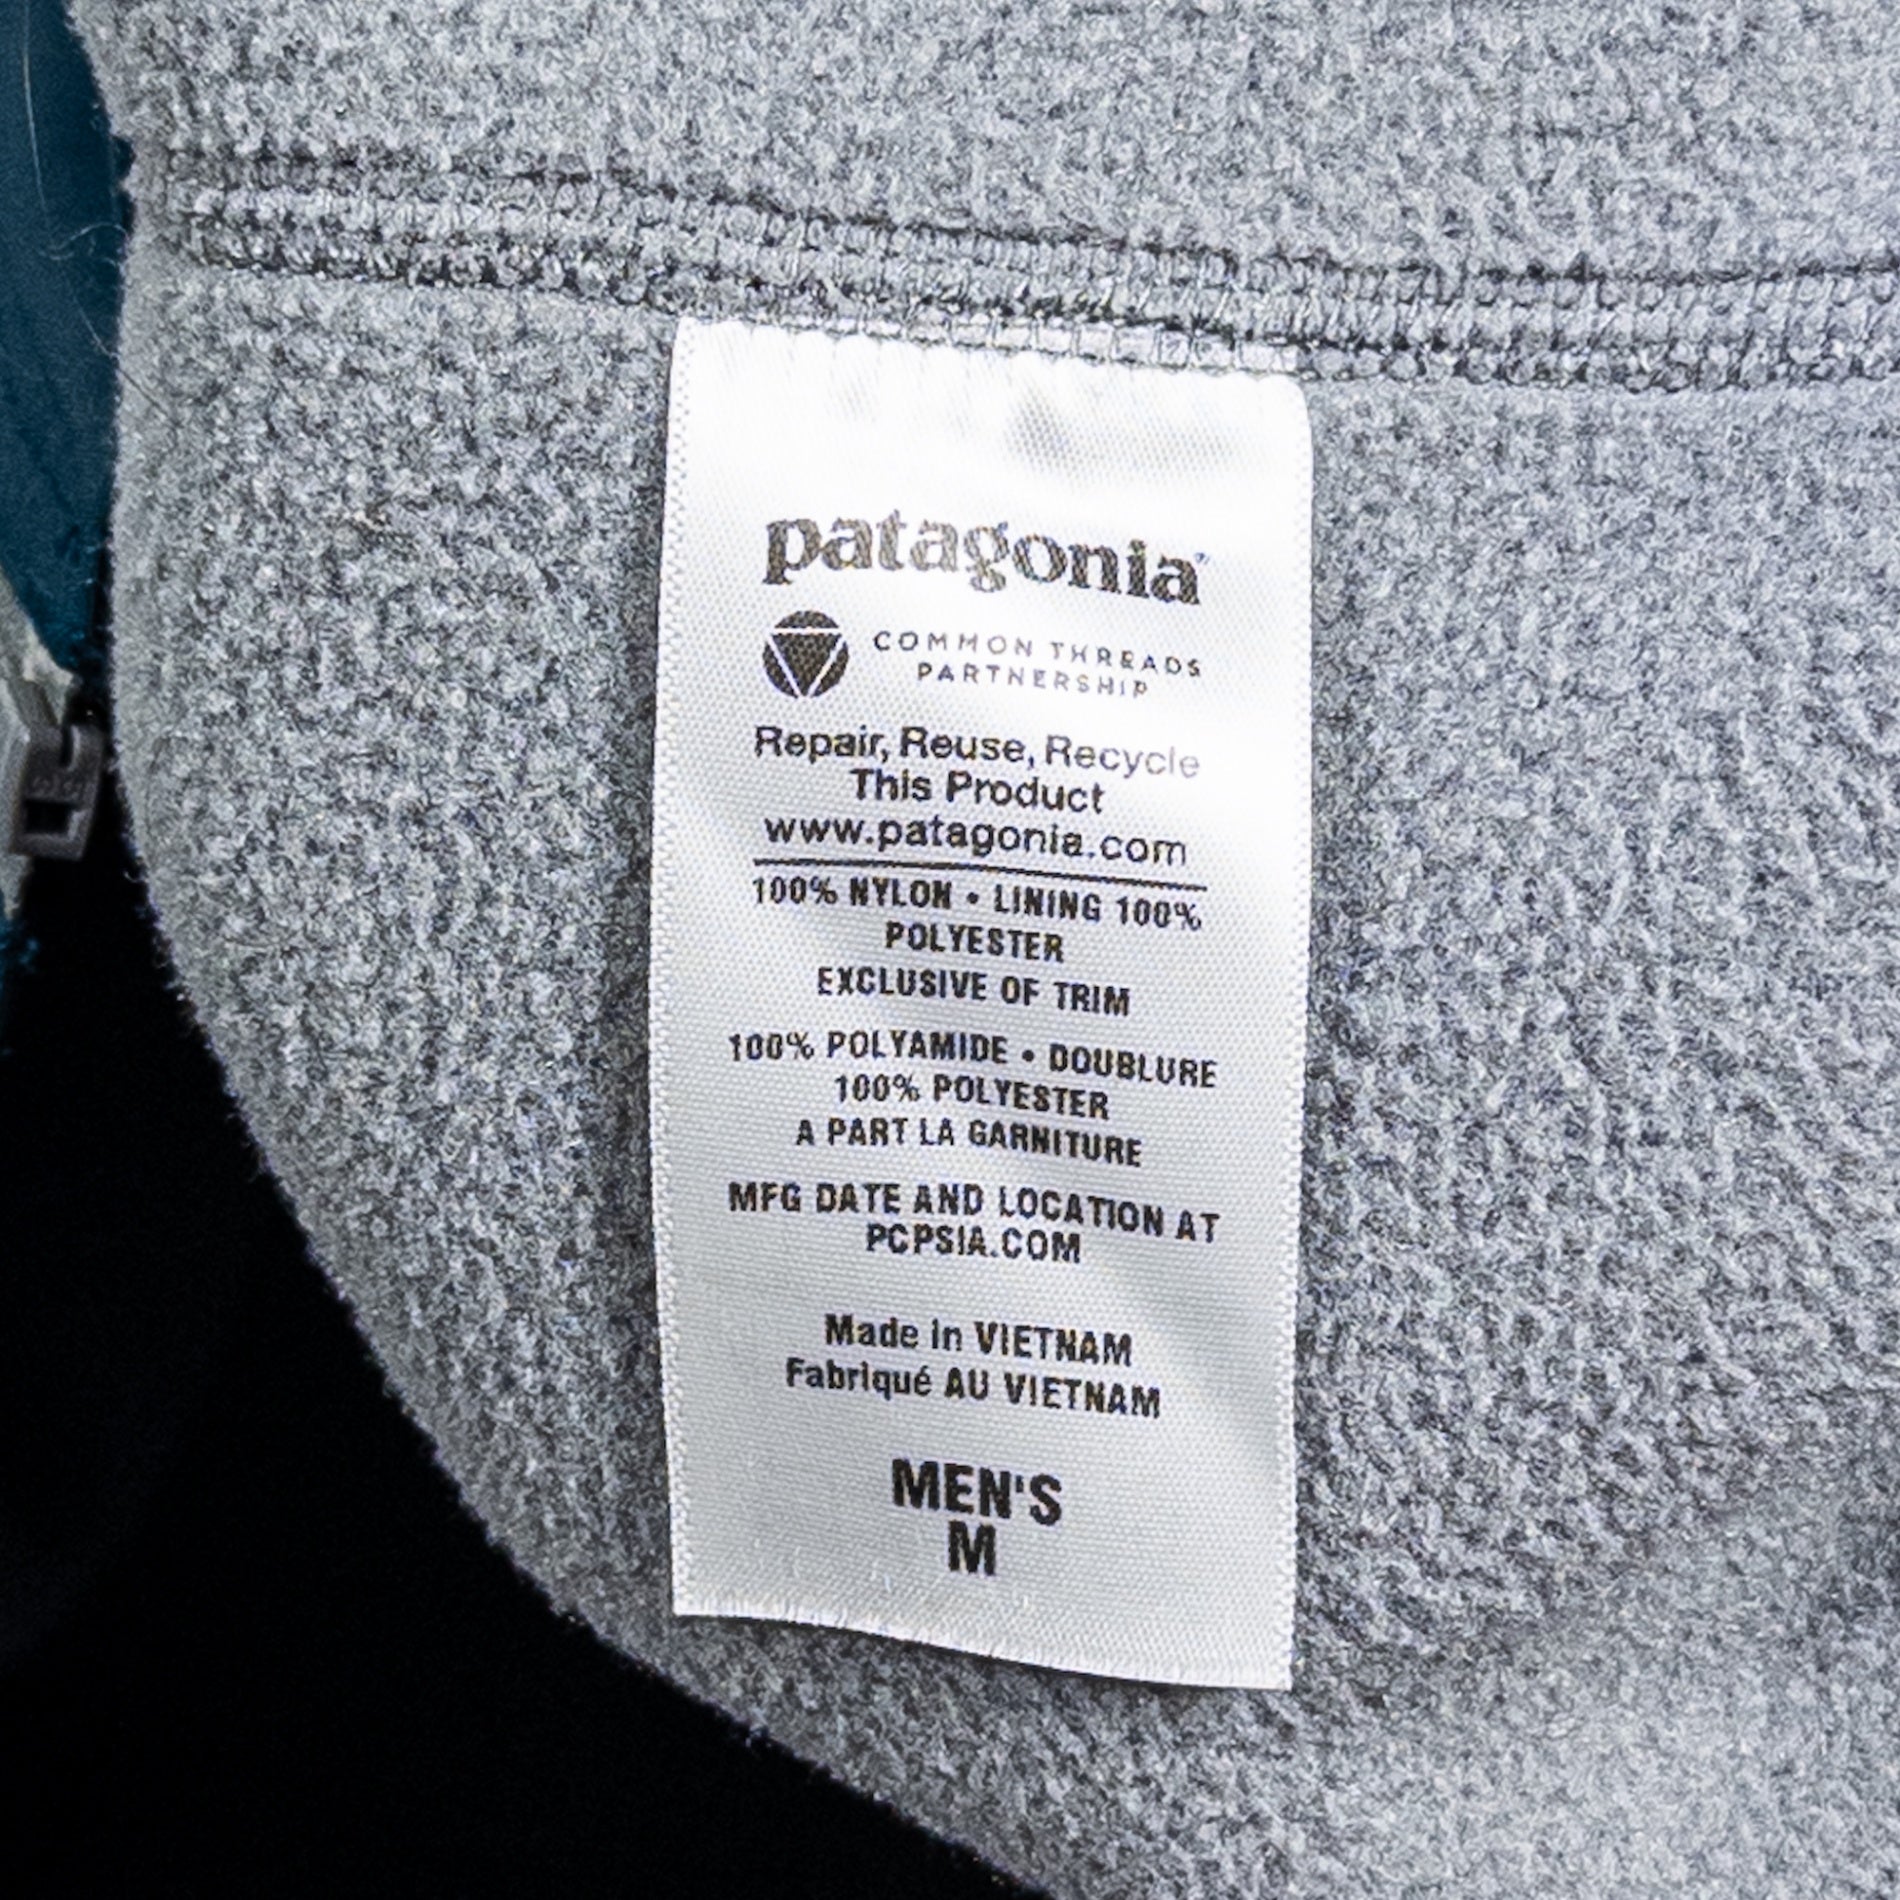 patagonia™
COMMON THREADS
PARTNERSHIP
Repair, Reuse, Recycle
This Product
www.patagonia.com
100% NYLON • LINING 100%
POLYESTER
EXCLUSIVE OF TRIM
100% POLYAMIDE • DOUBLURE
100% POLYESTER
A PART LA GARNITURE
MFG DATE AND LOCATION AT
PCPSIA.COM
Made in VIETNAM
Fabriqué AU VIETNAM
MEN'S
M